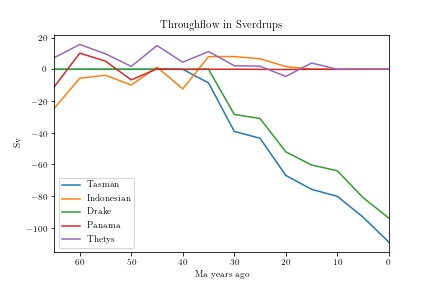 Throughflow in Sverdrups
20
0
−20
−40
−60
−80
−100
Sv
Tasman
Indonesian
Drake
Panama
Thetys
60
50
40
30
20
10
0
Ma years ago